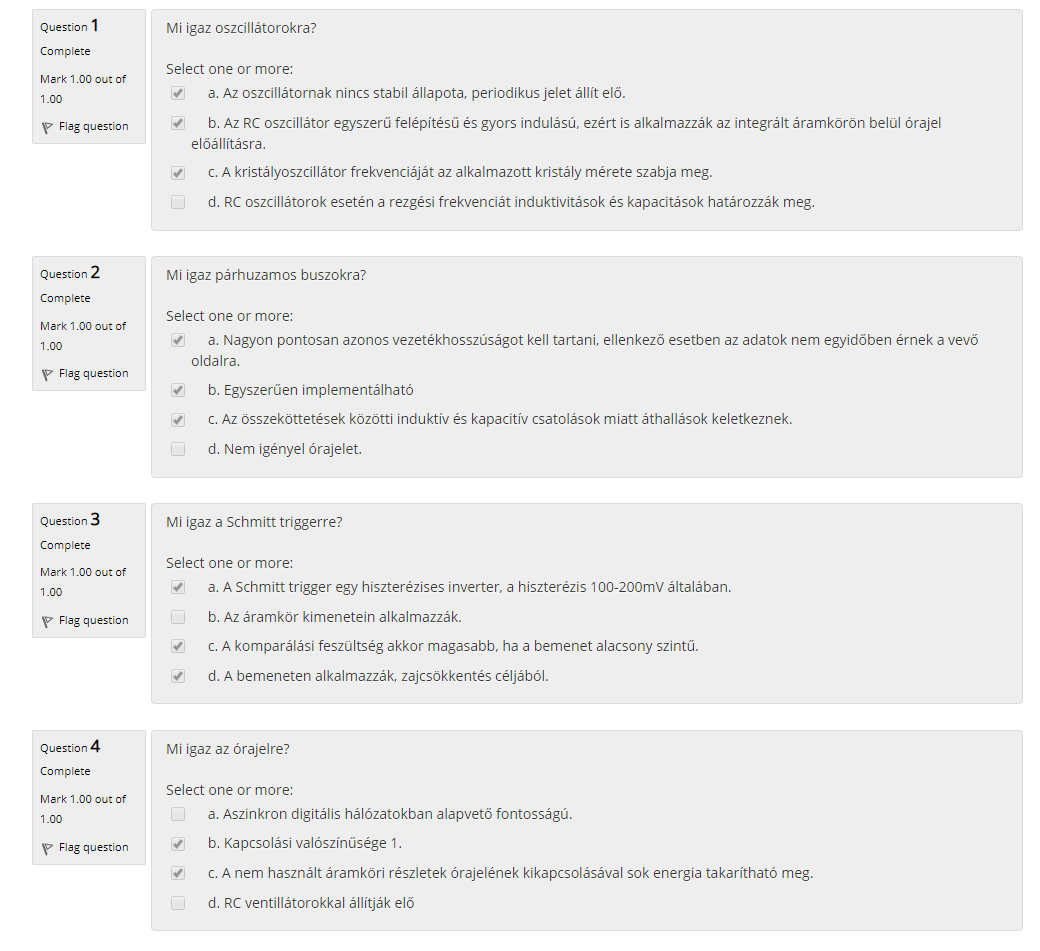 Question 1
Complete
Mark 1.00 out of
1.00
Flag question
Mi igaz oszcillátorokra?
Select one or more:
a. Az oszcillátornak nincs stabil állapota, periodikus jelet állít elő.
b. Az RC oszcillátor egyszerű felépítésű és gyors indulású, ezért is alkalmazzák az integrált áramkörön belül órajel
előállításra.
c. A kristályoszcillátor frekvenciáját az alkalmazott kristály mérete szabja meg.
d. RC oszcillátorok esetén a rezgési frekvenciát induktivitások és kapacitások határozzák meg.
Question 2
Complete
Mark 1.00 out of
1.00
Flag question
Mi igaz párhuzamos buszokra?
Select one or more:
a. Nagyon pontosan azonos vezetékhosszúságot kell tartani, ellenkező esetben az adatok nem egyidőben érnek a vevő
oldalra.
b. Egyszerűen implementálható
c. Az összeköttetések közötti induktív és kapacitív csatolások miatt áthallások keletkeznek.
d. Nem igényel órajelet.
Question 3
Complete
Mark 1.00 out of
1.00
Flag question
Mi igaz a Schmitt triggerre?
Select one or more:
a. A Schmitt trigger egy hiszterézises inverter, a hiszterézis 100-200mV általában.
b. Az áramkör kimenetein alkalmazzák.
c. A komparálási feszültség akkor magasabb, ha a bemenet alacsony szintű.
d. A bemeneten alkalmazzák, zajcsökkentés céljából.
Question 4
Complete
Mark 1.00 out of
1.00
Flag question
Mi igaz az órajelre?
Select one or more:
a. Aszinkron digitális hálózatokban alapvető fontosságú.
b. Kapcsolási valószínűsége 1.
c. A nem használt áramköri részletek órajelének kikapcsolásával sok energia takarítható meg.
d. RC ventillátorokkal állítják elő